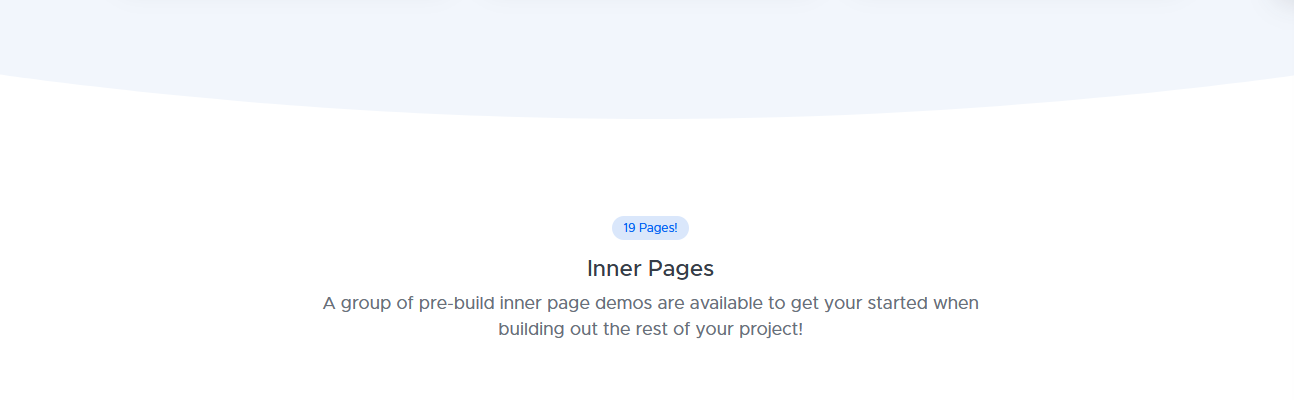 19 Pages!
Inner Pages
A group of pre-build inner page demos are available to get your started when
building out the rest of your project!